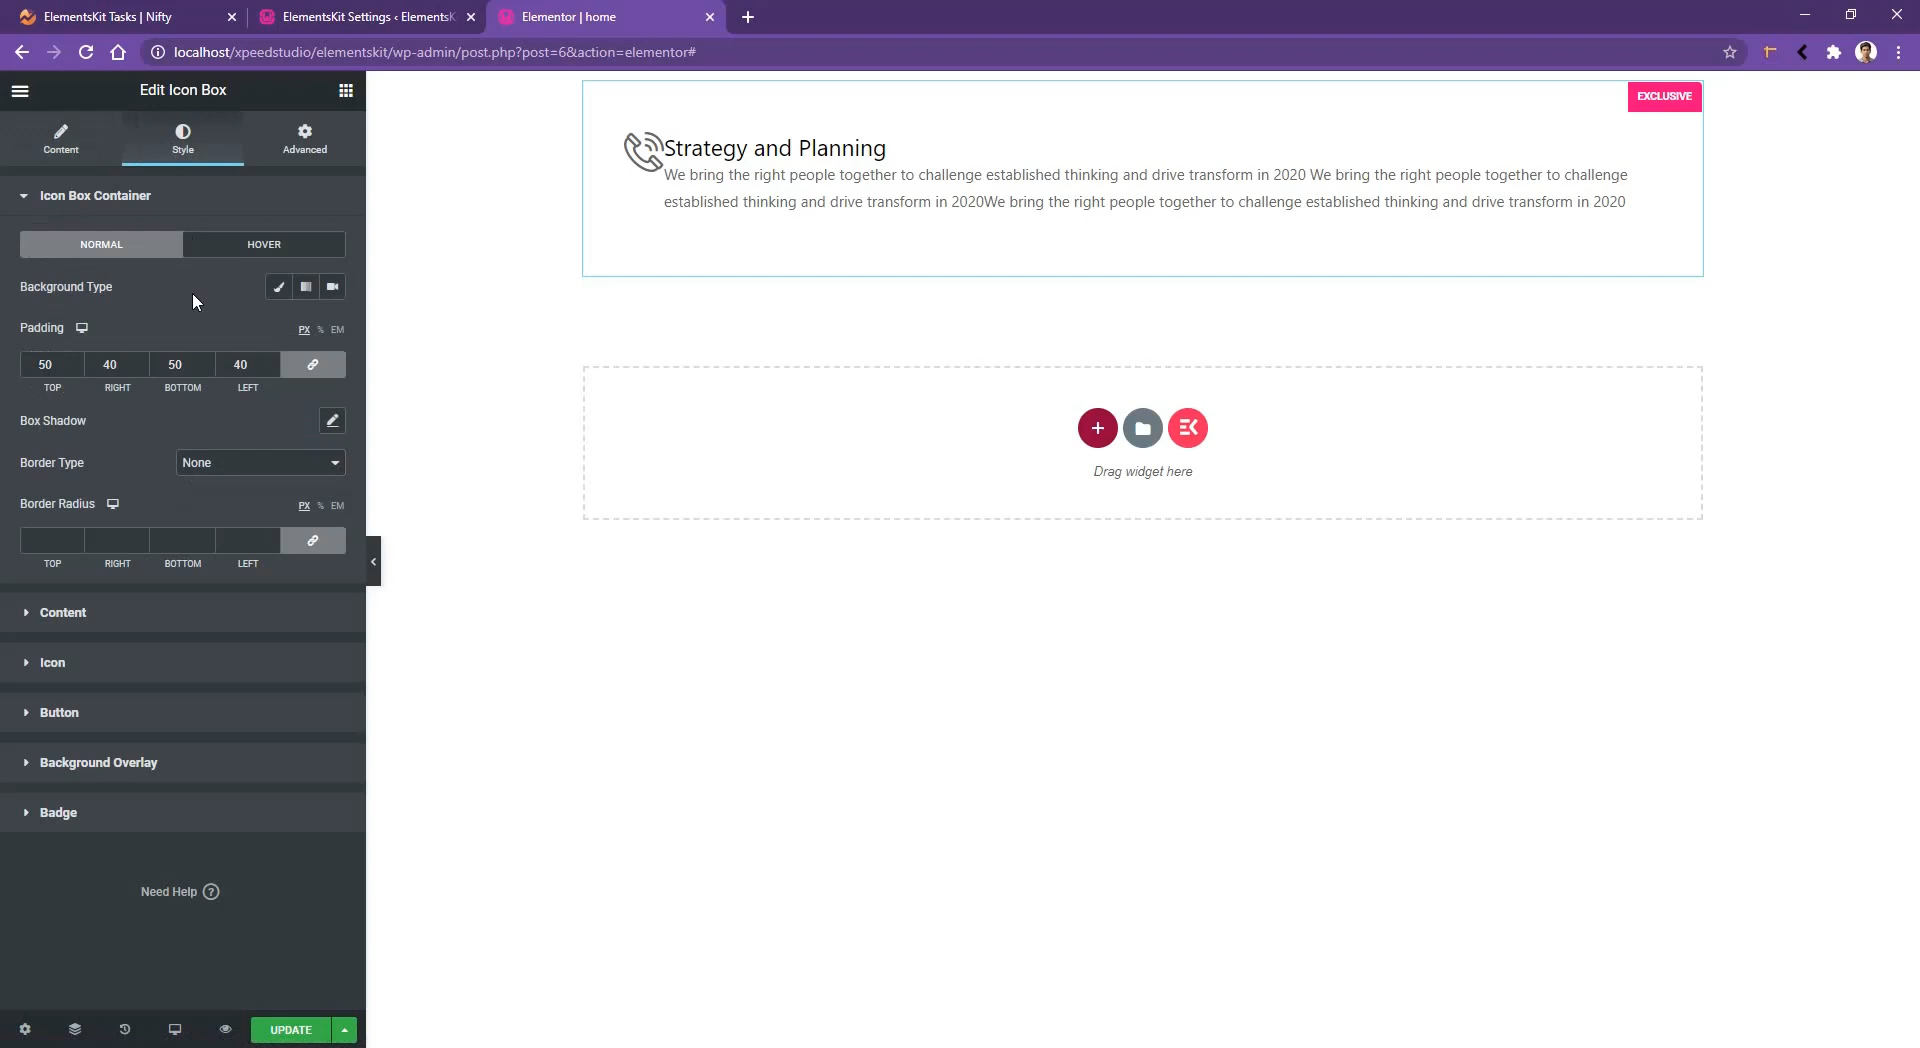 ElementsKit Tasks | Nifty
ElementsKit Settings ‹ ElementsK
Elementor | home
localhost/xpeedstudio/elementskit/wp-admin/post.php?post=6&action=elementor#
Edit Icon Box
Content
Style
Advanced
Icon Box Container
NORMAL
HOVER
Background Type
Padding
PX % EM
50 40 50 40
TOP RIGHT BOTTOM LEFT
Box Shadow
Border Type
None
Border Radius
PX % EM
TOP RIGHT BOTTOM LEFT
Content
Icon
Button
Background Overlay
Badge
Need Help ?
UPDATE
EXCLUSIVE
Strategy and Planning
We bring the right people together to challenge established thinking and drive transform in 2020 We bring the right people together to challenge
established thinking and drive transform in 2020We bring the right people together to challenge established thinking and drive transform in 2020
Drag widget here